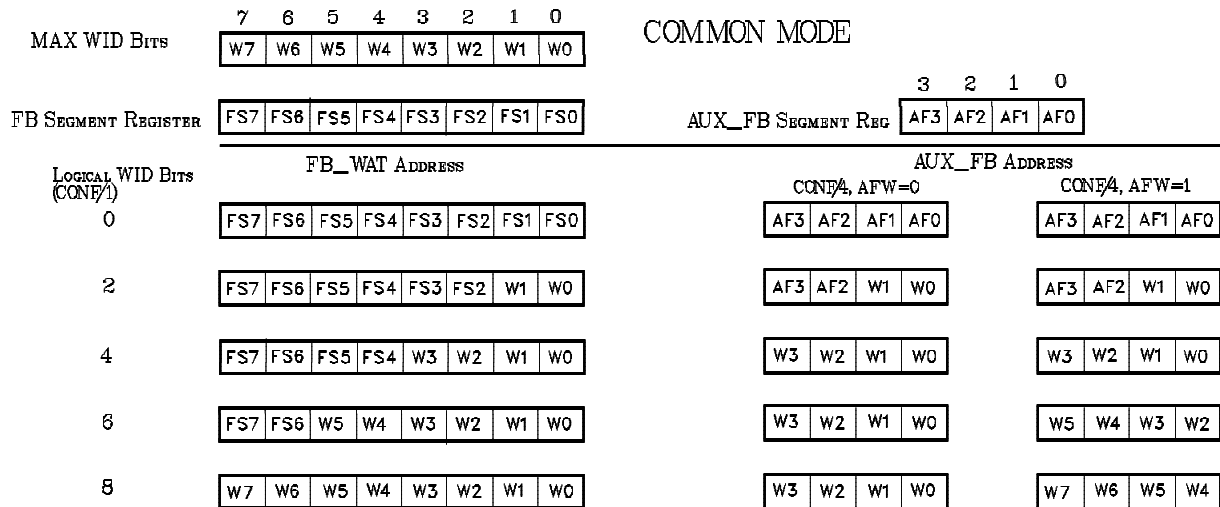 7 6 5 4 3 2 1 0
MAX WID BITS W7 W6 W5 W4 W3 W2 W1 W0
COMMON MODE
3 2 1 0
FB SEGMENT REGISTER FS7 FS6 FS5 FS4 FS3 FS2 FS1 FS0 AUX_FB SEGMENT REG AF3 AF2 AF1 AF0
FB_WAT ADDRESS AUX_FB ADDRESS
LOGICAL WID BITS
(CONF/1) CONF/4, AFW=0 CONF/4, AFW=1
0 FS7 FS6 FS5 FS4 FS3 FS2 FS1 FS0 AF3 AF2 AF1 AF0 AF3 AF2 AF1 AF0
2 FS7 FS6 FS5 FS4 FS3 FS2 W1 W0 AF3 AF2 W1 W0 AF3 AF2 W1 W0
4 FS7 FS6 FS5 FS4 W3 W2 W1 W0 W3 W2 W1 W0 W3 W2 W1 W0
6 FS7 FS6 W5 W4 W3 W2 W1 W0 W3 W2 W1 W0 W5 W4 W3 W2
8 W7 W6 W5 W4 W3 W2 W1 W0 W3 W2 W1 W0 W7 W6 W5 W4